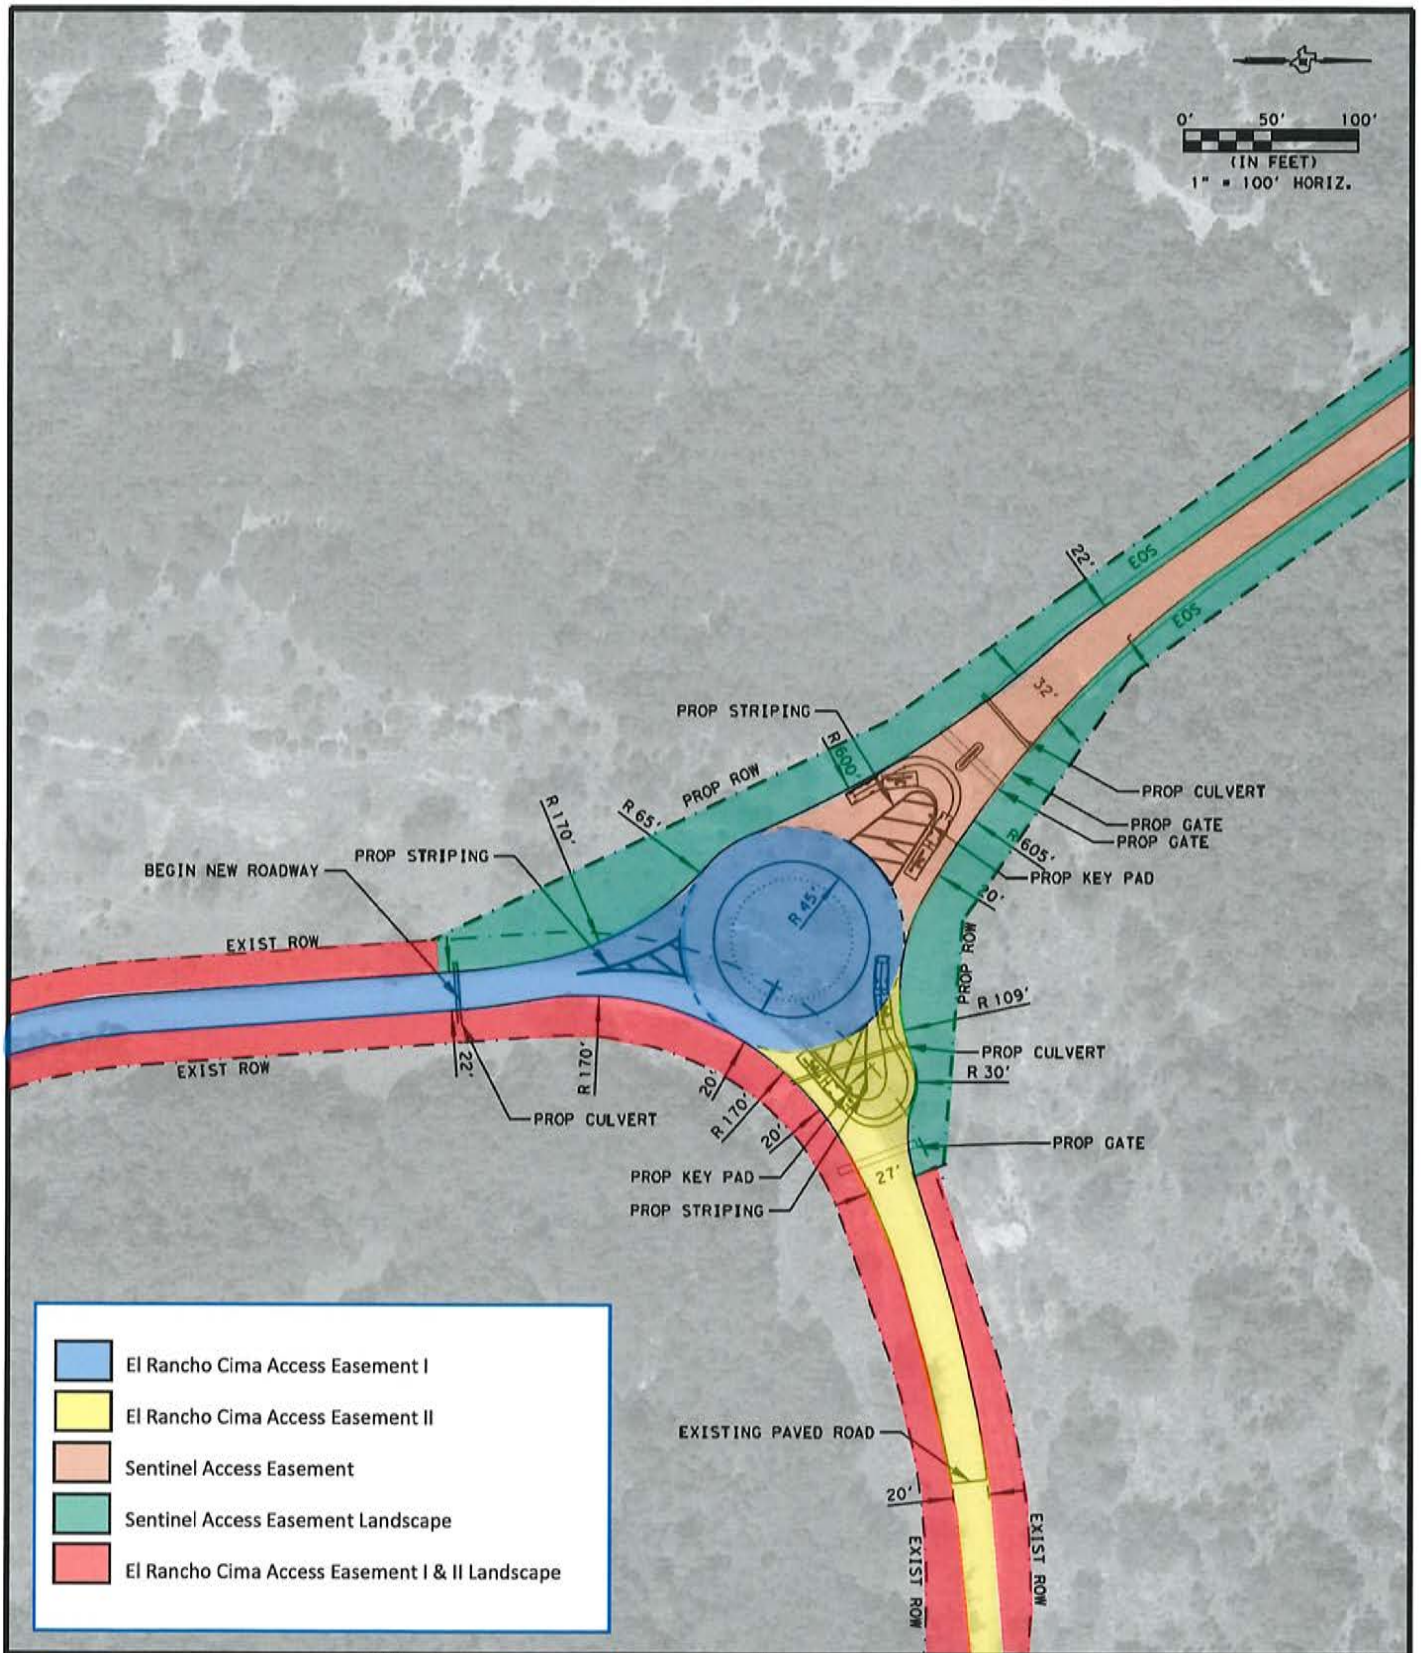 0' 50' 100'
(IN FEET)
1" = 100' HORIZ.
22'
EOS
EOS
32'
PROP STRIPING
R 600'
PROP ROW
PROP CULVERT
R 65'
R 170'
PROP GATE
PROP GATE
R 605'
PROP STRIPING
BEGIN NEW ROADWAY
PROP KEY PAD
20'
R 45'
EXIST ROW
PROP ROW
R 109'
PROP CULVERT
R 30'
EXIST ROW
22'
R 170'
20'
R 170'
20'
PROP CULVERT
PROP GATE
PROP KEY PAD
27'
PROP STRIPING
El Rancho Cima Access Easement I
El Rancho Cima Access Easement II
EXISTING PAVED ROAD
Sentinel Access Easement
20'
Sentinel Access Easement Landscape
EXIST ROW
EXIST ROW
El Rancho Cima Access Easement I & II Landscape